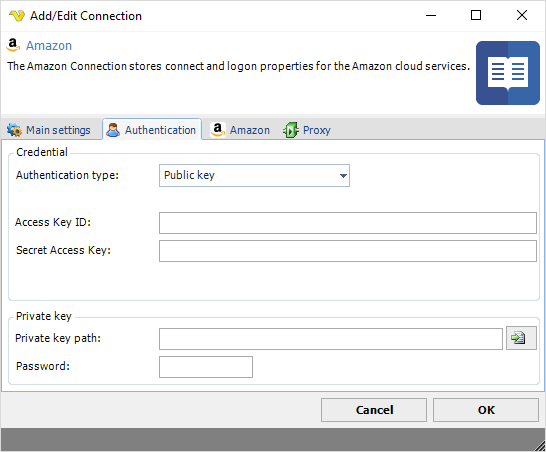 Add/Edit Connection
Amazon
The Amazon Connection stores connect and logon properties for the Amazon cloud services.
Main settings Authentication Amazon Proxy
Credential
Authentication type: Public key
Access Key ID:
Secret Access Key:
Private key
Private key path:
Password:
Cancel OK